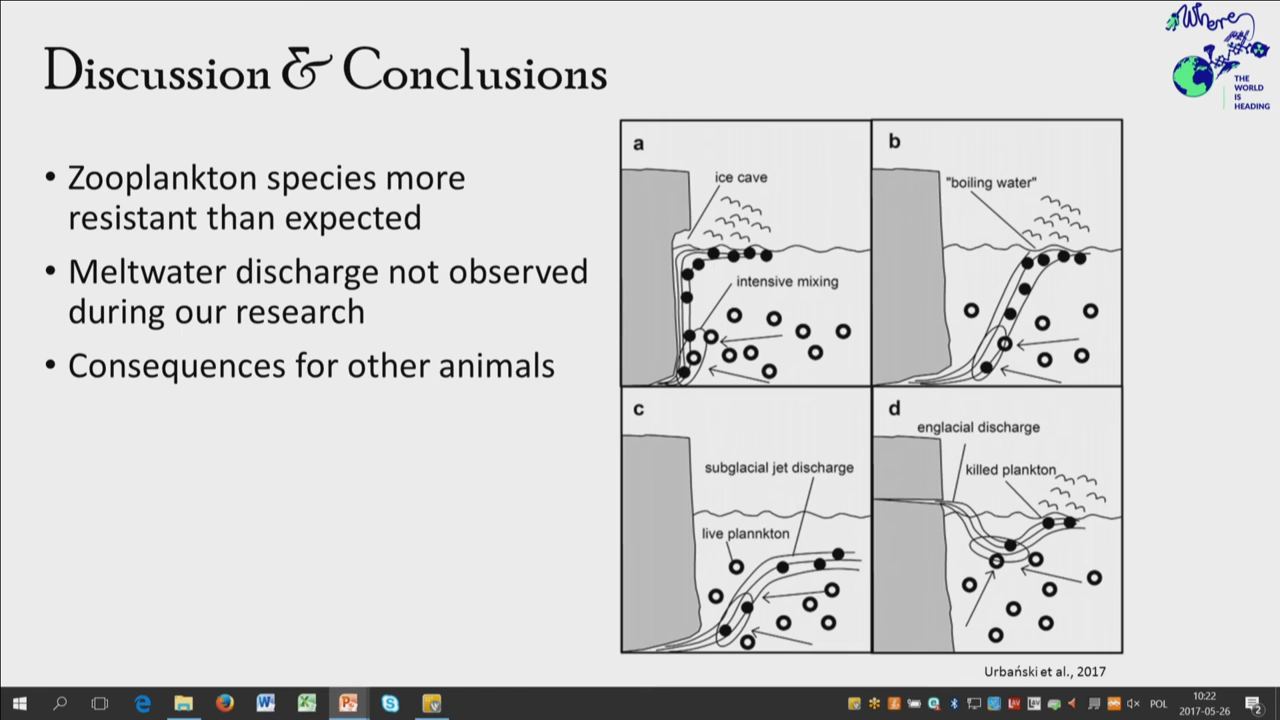 Discussion & Conclusions
Where
THE
WORLD
IS
HEADING
• Zooplankton species more
resistant than expected
• Meltwater discharge not observed
during our research
• Consequences for other animals
a
ice cave
intensive mixing
b
"boiling water"
c
subglacial jet discharge
live plannkton
d
englacial discharge
killed plankton
Urbański et al., 2017
POL
10:22
2017-05-26
2